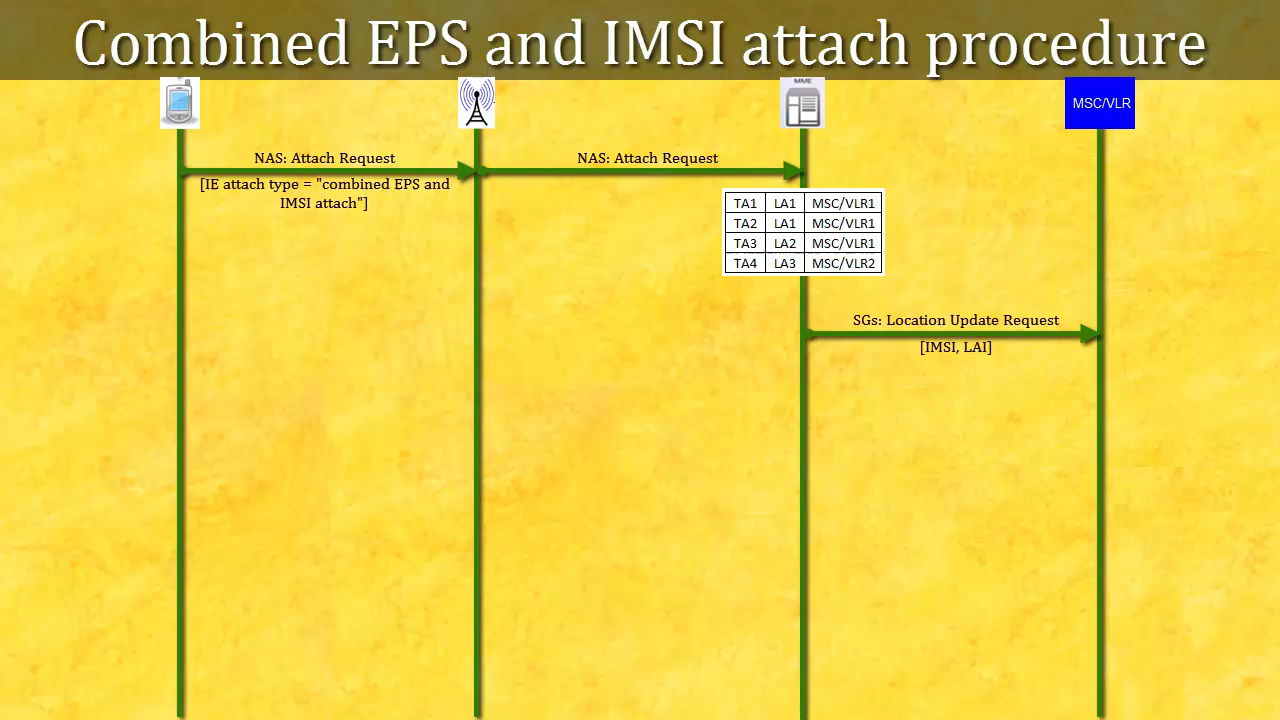 Combined EPS and IMSI attach procedure
MME
MSC/VLR
NAS: Attach Request
NAS: Attach Request
[IE attach type = "combined EPS and
IMSI attach"]
TA1 LA1 MSC/VLR1
TA2 LA1 MSC/VLR1
TA3 LA2 MSC/VLR1
TA4 LA3 MSC/VLR2
SGs: Location Update Request
[IMSI, LAI]